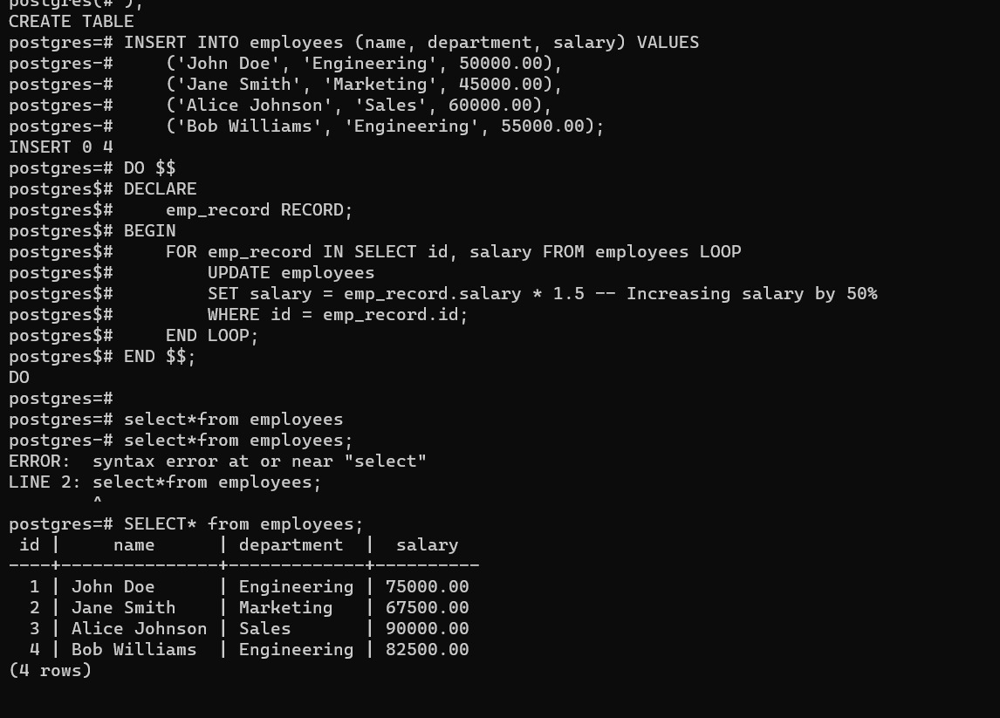 postgres(# );
CREATE TABLE
postgres=# INSERT INTO employees (name, department, salary) VALUES
postgres-#     ('John Doe', 'Engineering', 50000.00),
postgres-#     ('Jane Smith', 'Marketing', 45000.00),
postgres-#     ('Alice Johnson', 'Sales', 60000.00),
postgres-#     ('Bob Williams', 'Engineering', 55000.00);
INSERT 0 4
postgres=# DO $$
postgres$# DECLARE
postgres$#     emp_record RECORD;
postgres$# BEGIN
postgres$#     FOR emp_record IN SELECT id, salary FROM employees LOOP
postgres$#         UPDATE employees
postgres$#         SET salary = emp_record.salary * 1.5 -- Increasing salary by 50%
postgres$#         WHERE id = emp_record.id;
postgres$#     END LOOP;
postgres$# END $$;
DO
postgres=#
postgres=# select*from employees
postgres-# select*from employees;
ERROR:  syntax error at or near "select"
LINE 2: select*from employees;
        ^
postgres=# SELECT* from employees;
 id |     name      | department  |  salary
----+---------------+-------------+----------
  1 | John Doe      | Engineering | 75000.00
  2 | Jane Smith    | Marketing   | 67500.00
  3 | Alice Johnson | Sales       | 90000.00
  4 | Bob Williams  | Engineering | 82500.00
(4 rows)